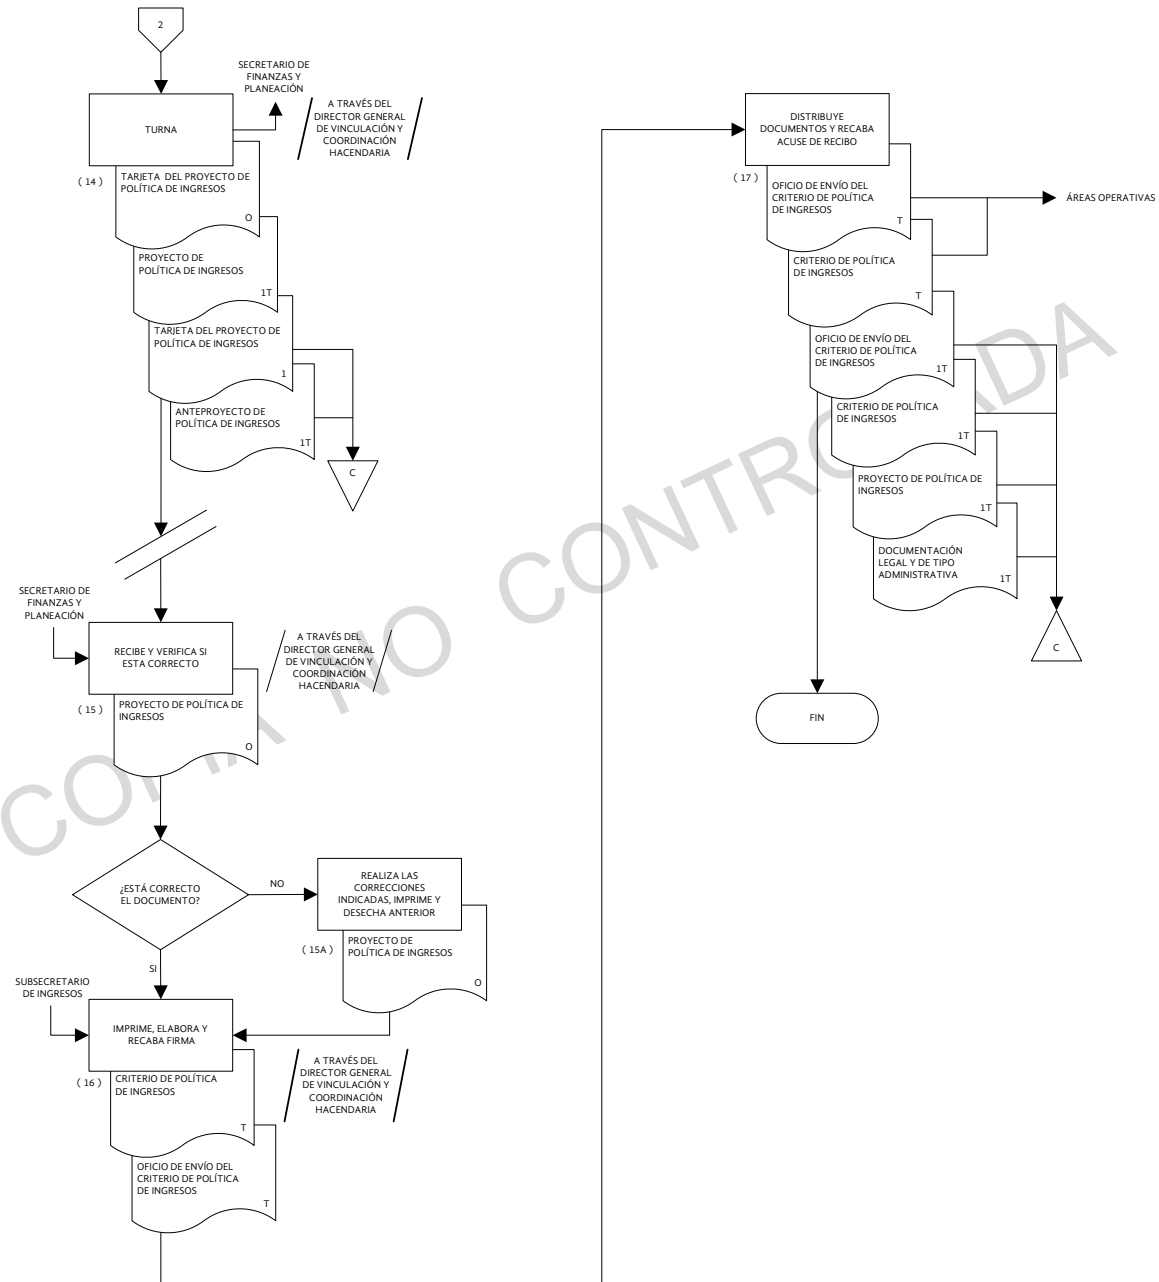 2
SECRETARIO DE
FINANZAS Y
PLANEACIÓN
A TRAVÉS DEL
DIRECTOR GENERAL
DE VINCULACIÓN Y
COORDINACIÓN
HACENDARIA
TURNA
( 14 )
TARJETA DEL PROYECTO DE
POLÍTICA DE INGRESOS
O
PROYECTO DE
POLÍTICA DE INGRESOS
1T
TARJETA DEL PROYECTO DE
POLÍTICA DE INGRESOS
1
ANTEPROYECTO DE
POLÍTICA DE INGRESOS
1T
C
SECRETARIO DE
FINANZAS Y
PLANEACIÓN
RECIBE Y VERIFICA SI
ESTA CORRECTO
A TRAVÉS DEL
DIRECTOR GENERAL
DE VINCULACIÓN Y
COORDINACIÓN
HACENDARIA
( 15 )
PROYECTO DE POLÍTICA DE
INGRESOS
O
¿ESTÁ CORRECTO
EL DOCUMENTO?
NO
REALIZA LAS
CORRECCIONES
INDICADAS, IMPRIME Y
DESECHA ANTERIOR
( 15A )
PROYECTO DE
POLÍTICA DE INGRESOS
O
SI
SUBSECRETARIO
DE INGRESOS
IMPRIME, ELABORA Y
RECABA FIRMA
A TRAVÉS DEL
DIRECTOR GENERAL
DE VINCULACIÓN Y
COORDINACIÓN
HACENDARIA
( 16 )
CRITERIO DE POLÍTICA
DE INGRESOS
T
OFICIO DE ENVÍO DEL
CRITERIO DE POLÍTICA
DE INGRESOS
T
DISTRIBUYE
DOCUMENTOS Y RECABA
ACUSE DE RECIBO
( 17 )
OFICIO DE ENVÍO DEL
CRITERIO DE POLÍTICA
DE INGRESOS
T
ÁREAS OPERATIVAS
CRITERIO DE POLÍTICA
DE INGRESOS
T
OFICIO DE ENVÍO DEL
CRITERIO DE POLÍTICA
DE INGRESOS
1T
CRITERIO DE POLÍTICA
DE INGRESOS
1T
PROYECTO DE POLÍTICA DE
INGRESOS
1T
DOCUMENTACIÓN
LEGAL Y DE TIPO
ADMINISTRATIVA
1T
C
FIN
COPIA NO CONTROLADA